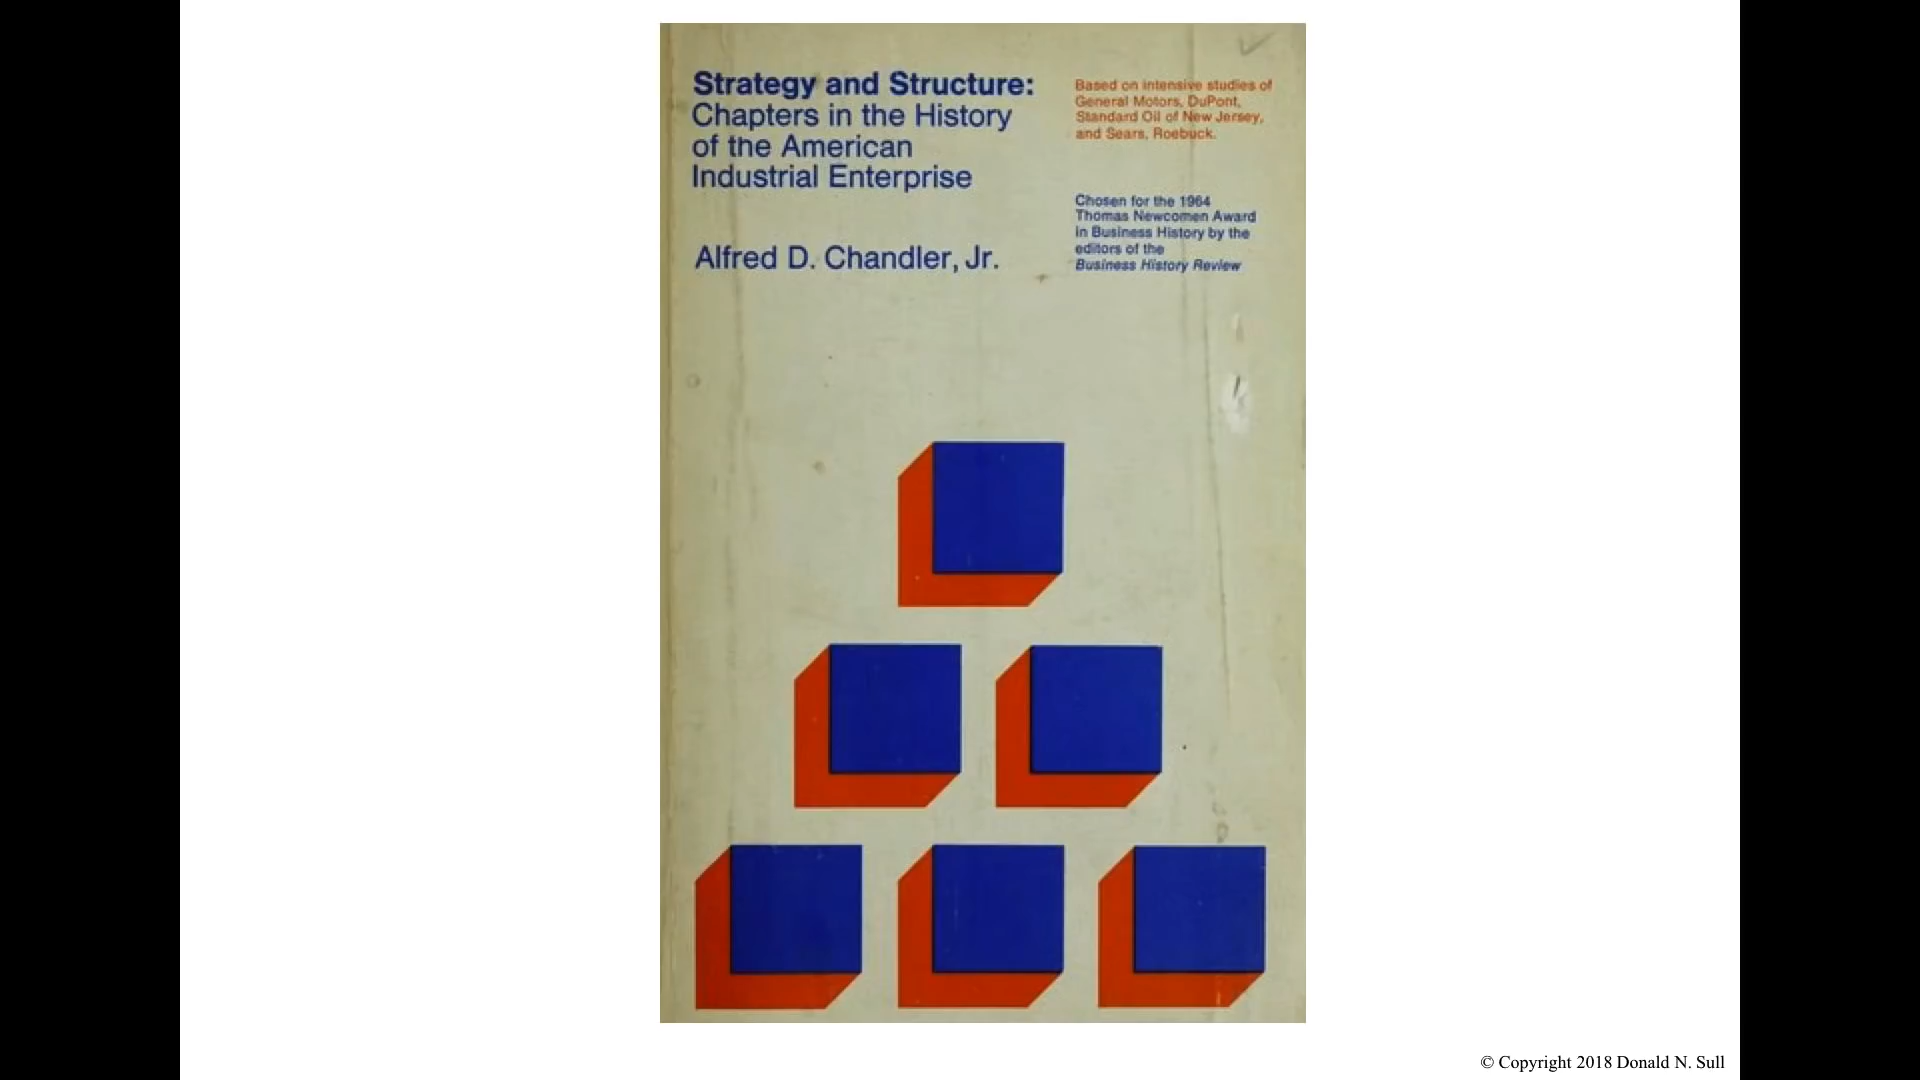 Strategy and Structure:
Chapters in the History
of the American
Industrial Enterprise
Alfred D. Chandler, Jr.
Based on intensive studies of
General Motors, DuPont,
Standard Oil of New Jersey,
and Sears, Roebuck.
Chosen for the 1964
Thomas Newcomen Award
in Business History by the
editors of the
Business History Review
© Copyright 2018 Donald N. Sull